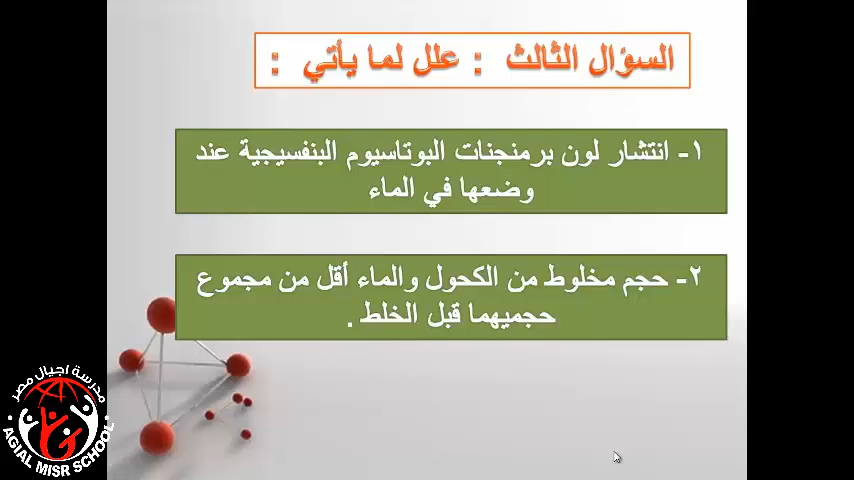 السؤال الثالث : علل لما يأتي :
١- انتشار لون برمنجنات البوتاسيوم البنفسيجية عند
وضعها في الماء
٢- حجم مخلوط من الكحول والماء أقل من مجموع
حجميهما قبل الخلط .
مدرسة اجيال مصر
AGIAL MISR SCHOOL